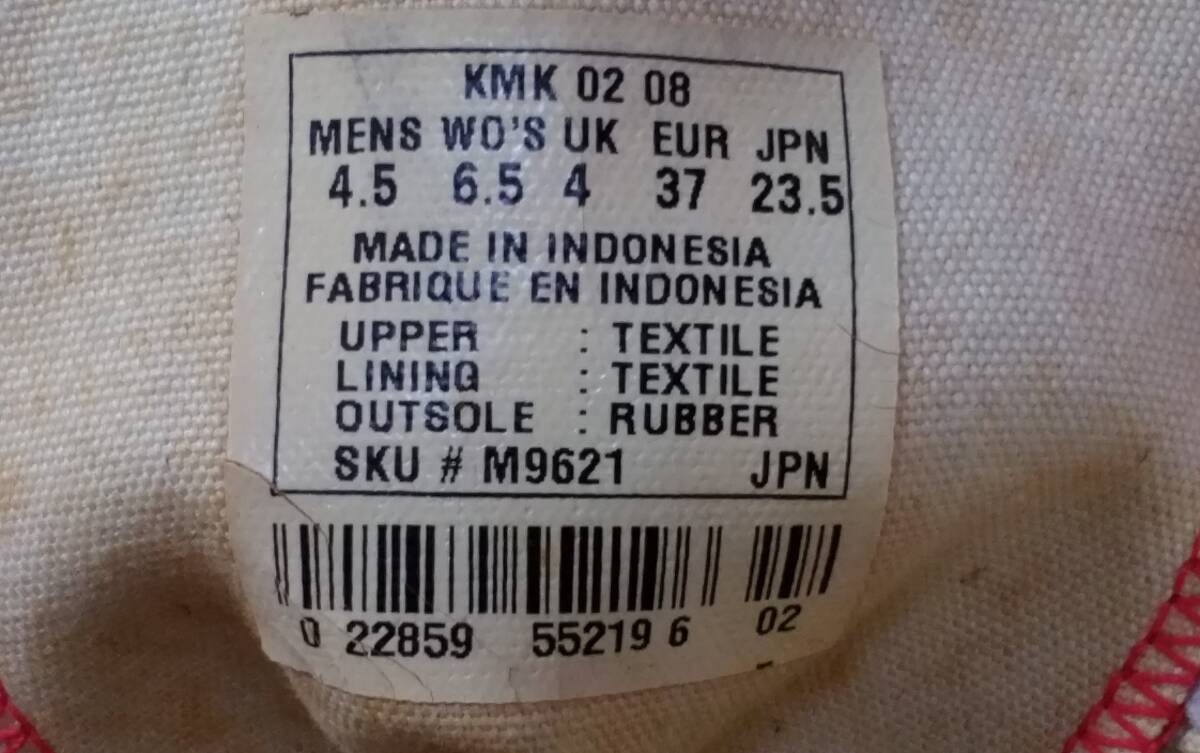 KMK 02 08
MENS WO'S UK EUR JPN
4.5 6.5 4 37 23.5
MADE IN INDONESIA
FABRIQUE EN INDONESIA
UPPER : TEXTILE
LINING : TEXTILE
OUTSOLE : RUBBER
SKU # M9621 JPN
0 22859 55219 6 02